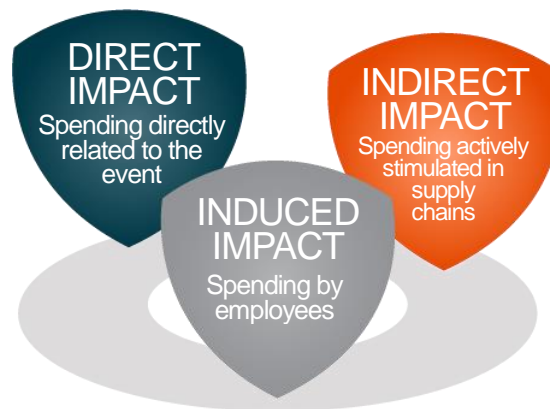 DIRECT
IMPACT
Spending directly
related to the
event
INDIRECT
IMPACT
Spending actively
stimulated in
supply
chains
INDUCED
IMPACT
Spending by
employees